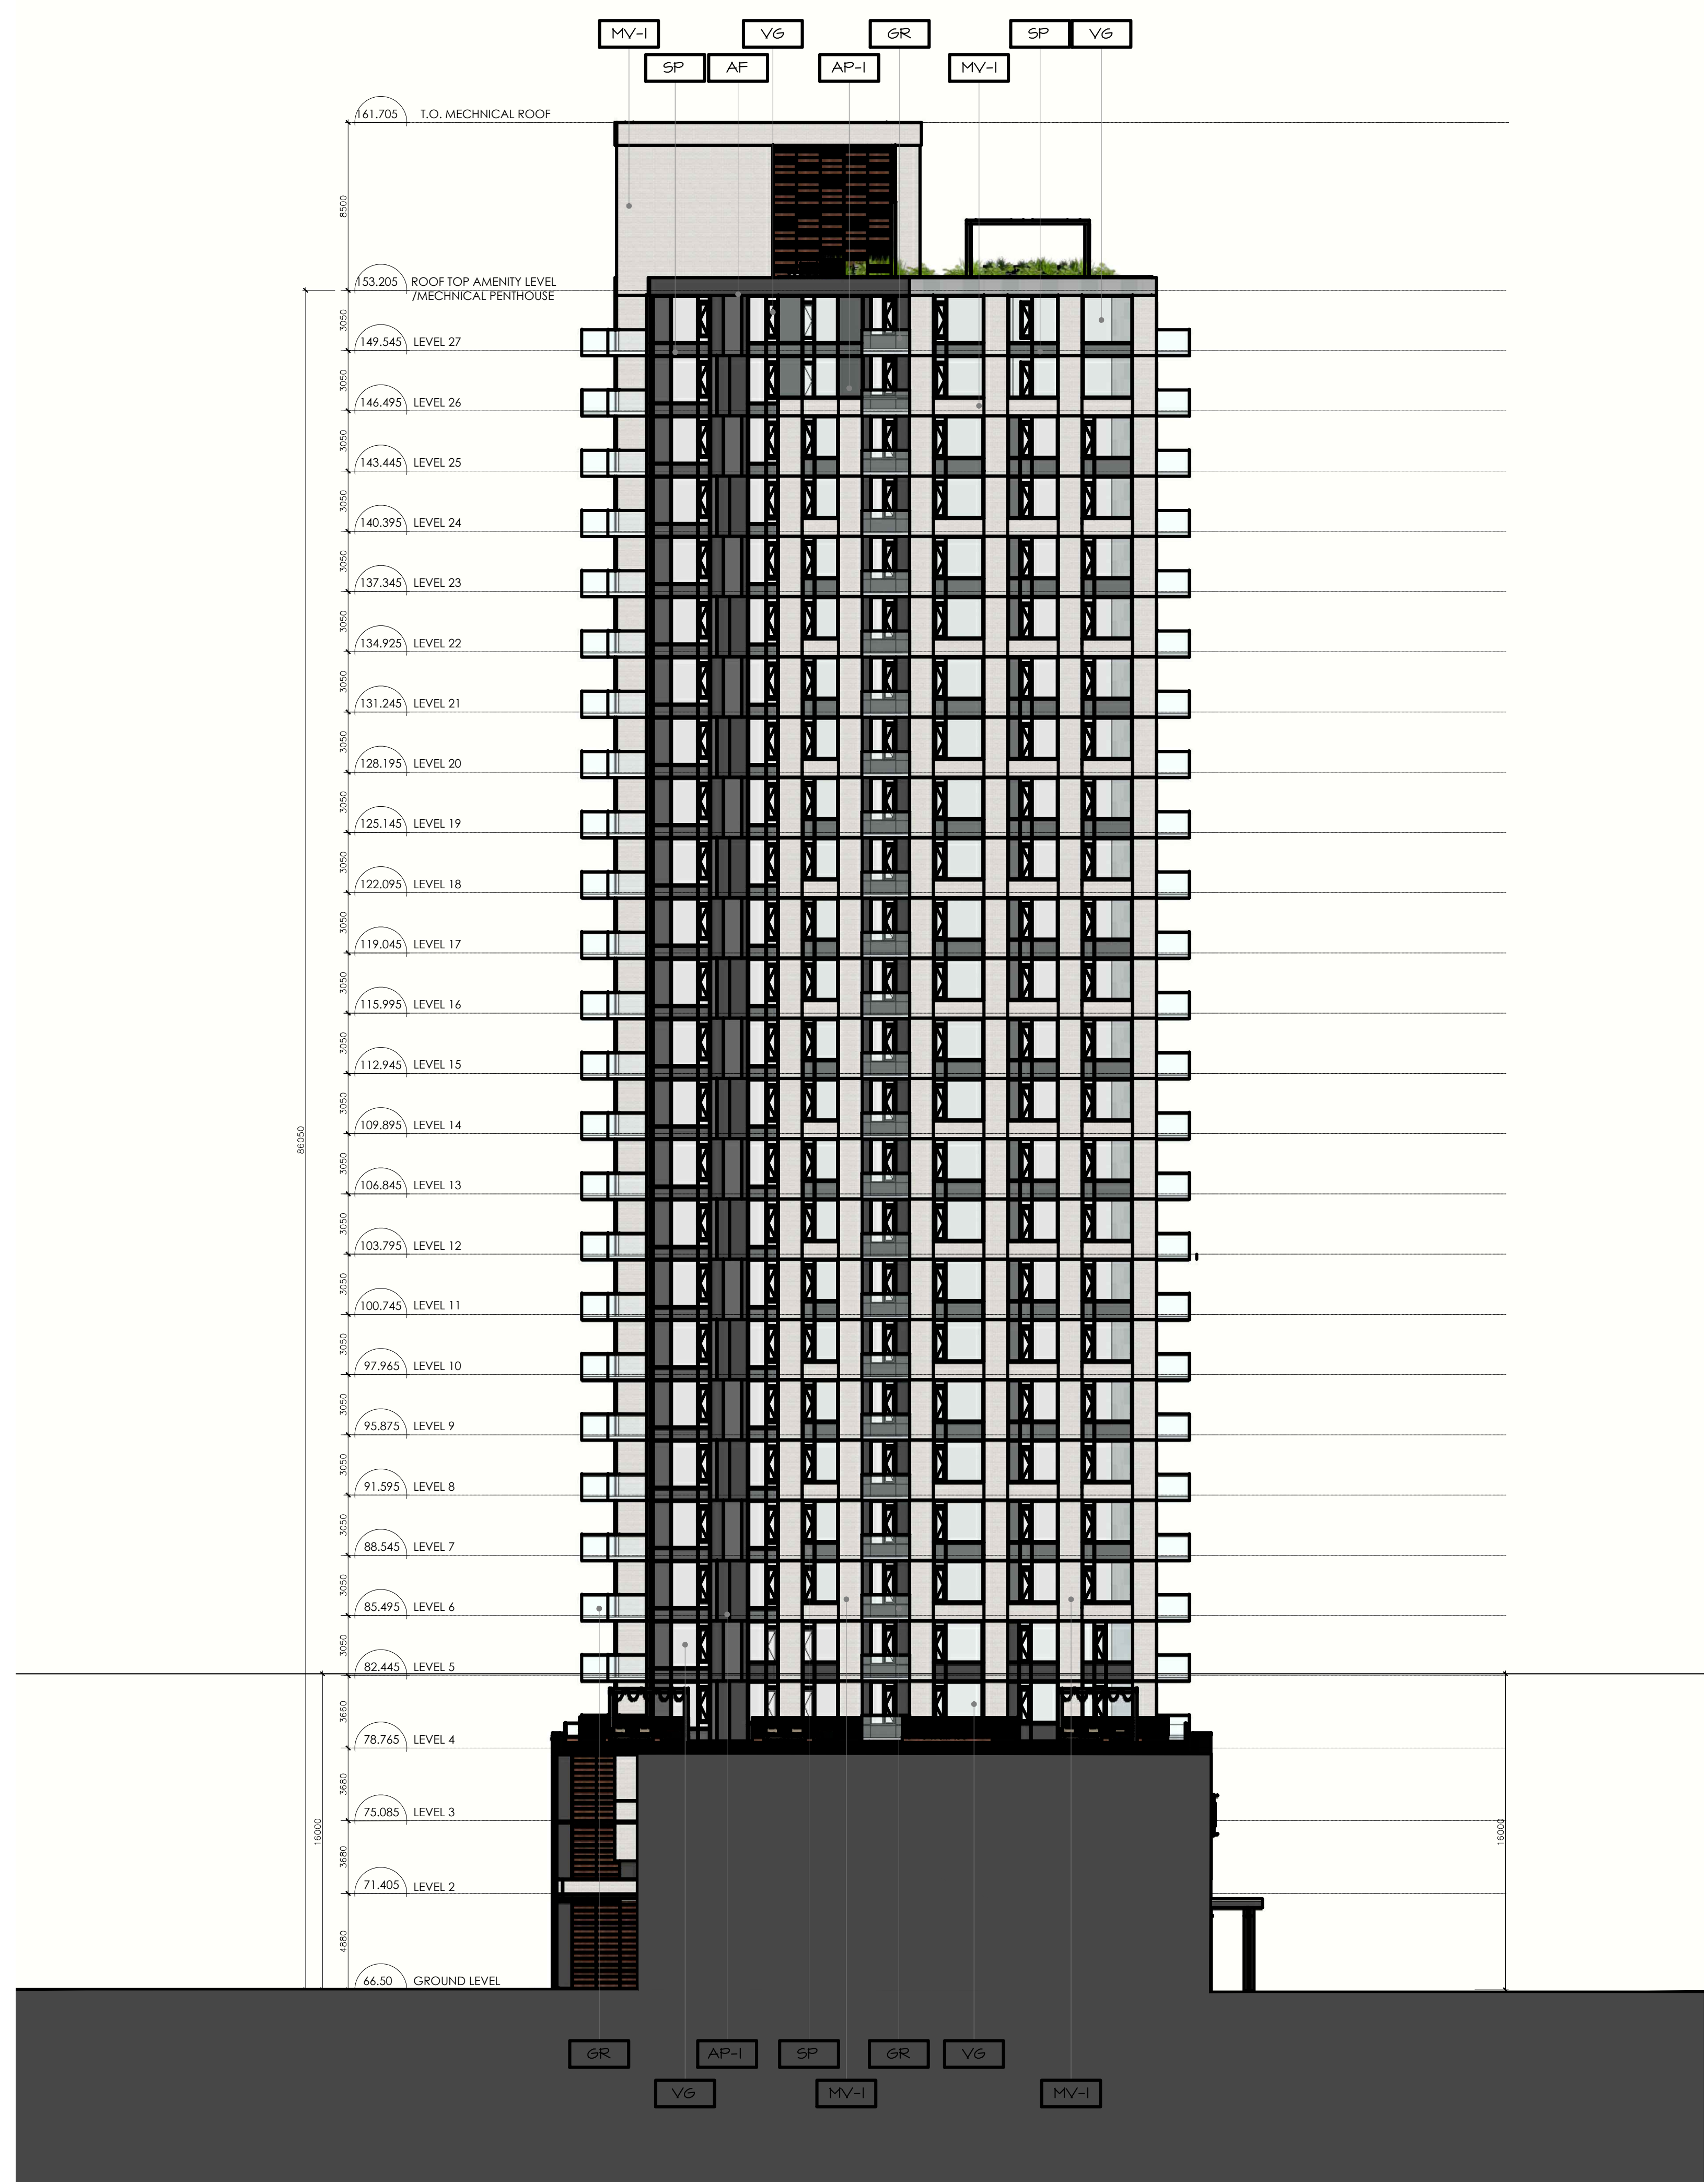 MV-1
VG
GR
SP
VG
SP
AF
AP-1
MV-1
161.705 T.O. MECHNICAL ROOF
8500
153.205 ROOF TOP AMENITY LEVEL
/MECHNICAL PENTHOUSE
3050
149.545 LEVEL 27
3050
146.495 LEVEL 26
3050
143.445 LEVEL 25
3050
140.395 LEVEL 24
3050
137.345 LEVEL 23
3050
134.925 LEVEL 22
3050
131.245 LEVEL 21
3050
128.195 LEVEL 20
3050
125.145 LEVEL 19
3050
122.095 LEVEL 18
3050
119.045 LEVEL 17
3050
115.995 LEVEL 16
3050
112.945 LEVEL 15
3050
109.895 LEVEL 14
86050
3050
106.845 LEVEL 13
3050
103.795 LEVEL 12
3050
100.745 LEVEL 11
3050
97.965 LEVEL 10
3050
95.875 LEVEL 9
3050
91.595 LEVEL 8
3050
88.545 LEVEL 7
3050
85.495 LEVEL 6
3050
82.445 LEVEL 5
3660
78.765 LEVEL 4
3680
75.085 LEVEL 3
16000
16000
3680
71.405 LEVEL 2
4880
66.50 GROUND LEVEL
GR
AP-1
SP
GR
VG
VG
MV-1
MV-1